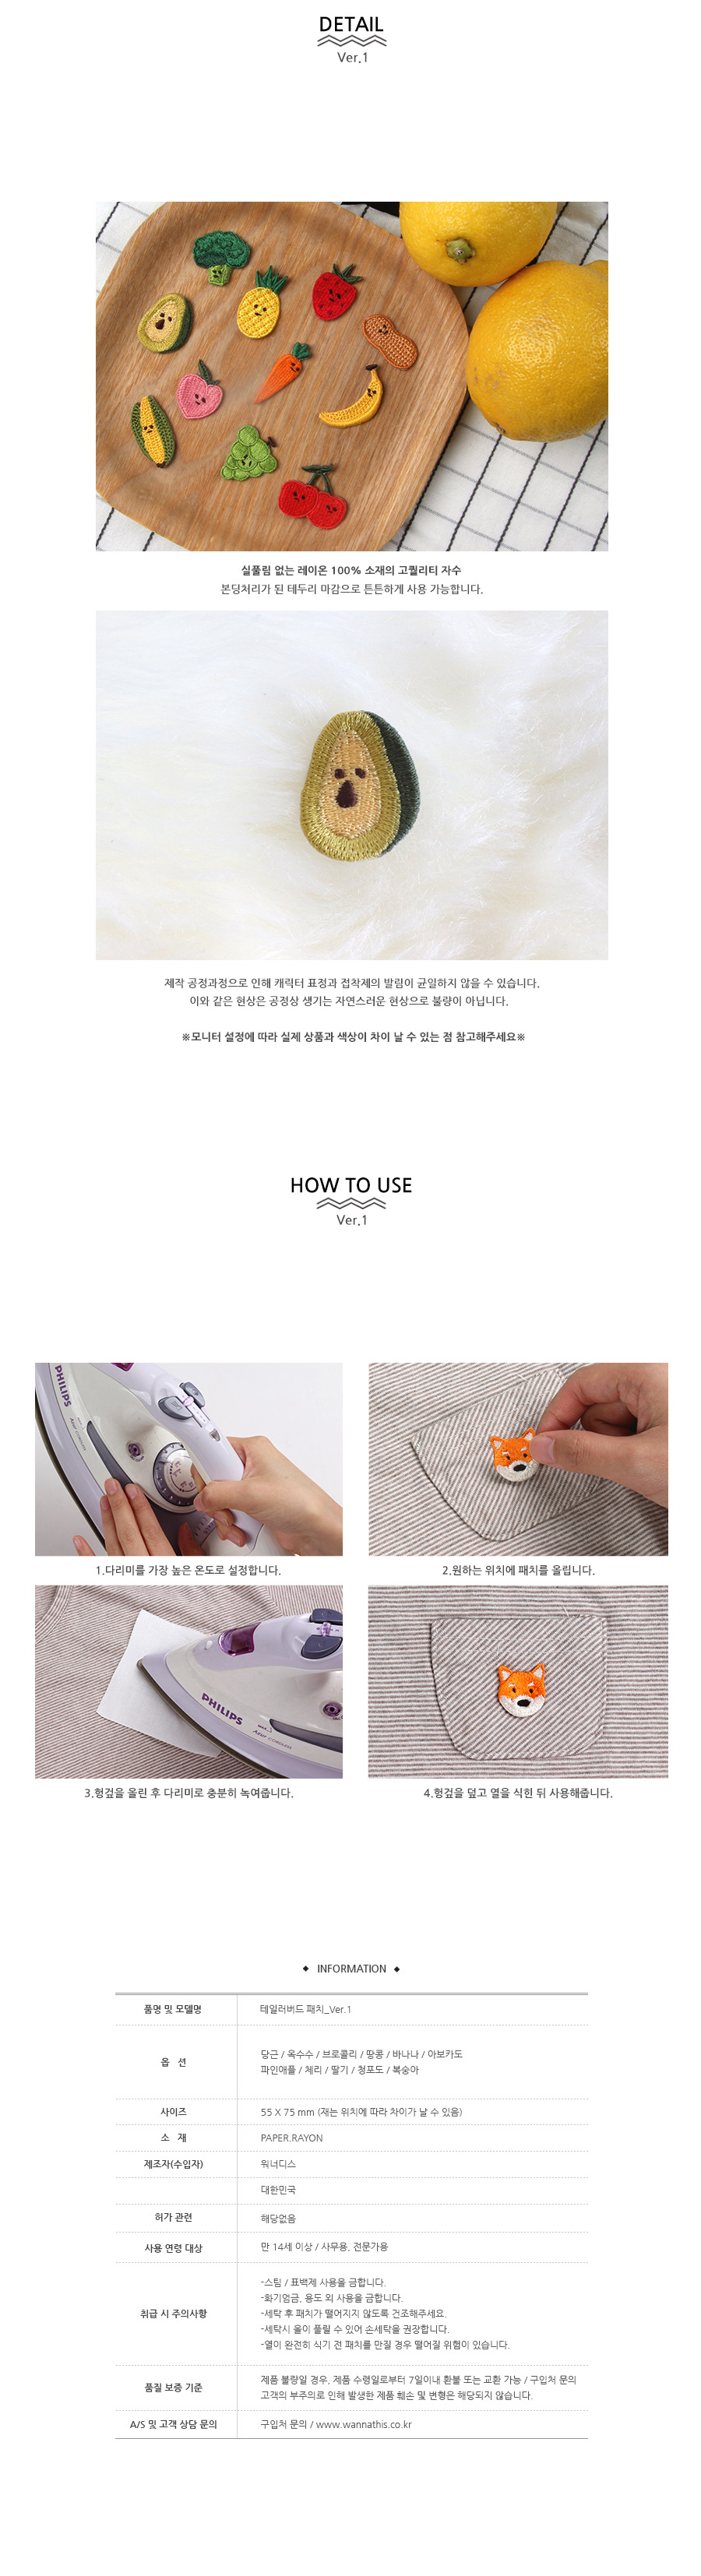 DETAIL
Ver.1
실풀림 없는 레이온 100% 소재의 고퀄리티 자수
본딩처리가 된 테두리 마감으로 튼튼하게 사용 가능합니다.
제작 공정과정으로 인해 캐릭터 표정과 접착제의 발림이 균일하지 않을 수 있습니다.
이와 같은 현상은 공정상 생기는 자연스러운 현상으로 불량이 아닙니다.
※모니터 설정에 따라 실제 상품과 색상이 차이 날 수 있는 점 참고해주세요※
HOW TO USE
Ver.1
PHILIPS
1.다리미를 가장 높은 온도로 설정합니다.
2.원하는 위치에 패치를 올립니다.
PHILIPS
3.헝겊을 올린 후 다리미로 충분히 녹여줍니다.
4.헝겊을 덮고 열을 식힌 뒤 사용해줍니다.
◆ INFORMATION ◆
품명 및 모델명 테일러버드 패치_Ver.1
옵 션 당근 / 옥수수 / 브로콜리 / 땅콩 / 바나나 / 아보카도
파인애플 / 체리 / 딸기 / 청포도 / 복숭아
사이즈 55 X 75 mm (재는 위치에 따라 차이가 날 수 있음)
소 재 PAPER.RAYON
제조자(수입자) 워너디스
대한민국
허가 관련 해당없음
사용 연령 대상 만 14세 이상 / 사무용, 전문가용
취급 시 주의사항 -스팀 / 표백제 사용을 금합니다.
-화기엄금, 용도 외 사용을 금합니다.
-세탁 후 패치가 떨어지지 않도록 건조해주세요.
-세탁시 올이 풀릴 수 있어 손세탁을 권장합니다.
-열이 완전히 식기 전 패치를 만질 경우 떨어질 위험이 있습니다.
품질 보증 기준 제품 불량일 경우, 제품 수령일로부터 7일이내 환불 또는 교환 가능 / 구입처 문의
고객의 부주의로 인해 발생한 제품 훼손 및 변형은 해당되지 않습니다.
A/S 및 고객 상담 문의 구입처 문의 / www.wannathis.co.kr